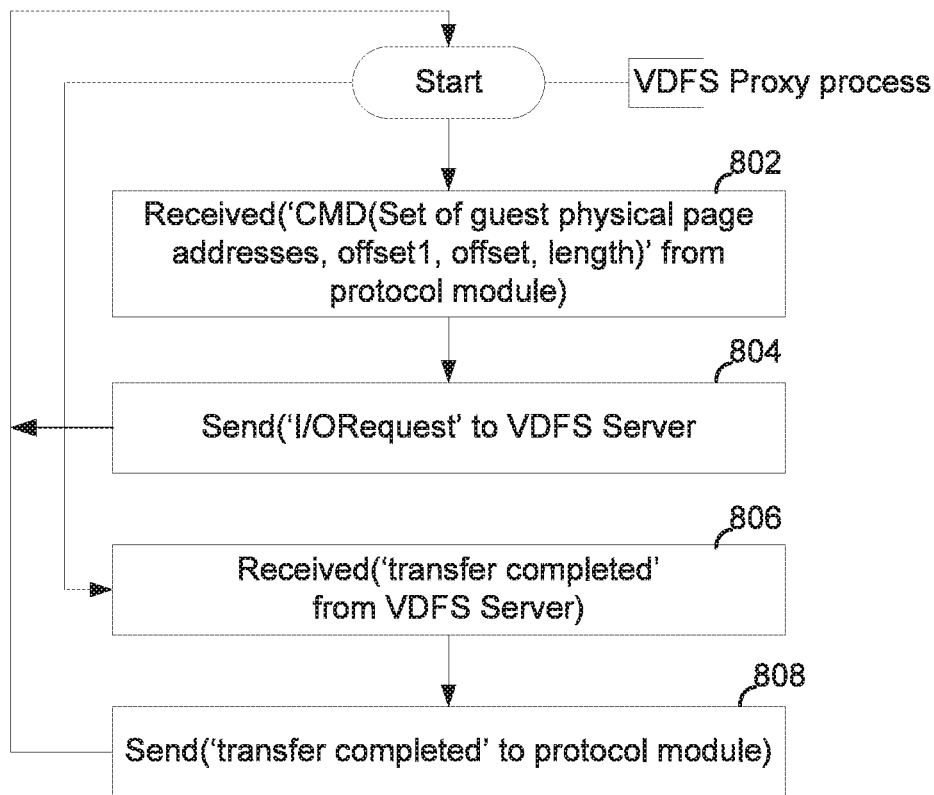 Start
VDFS Proxy process
802
Received(‘CMD(Set of guest physical page
addresses, offset1, offset, length)’ from
protocol module)
804
Send(‘I/ORequest’ to VDFS Server
806
Received(‘transfer completed’
from VDFS Server)
808
Send(‘transfer completed’ to protocol module)